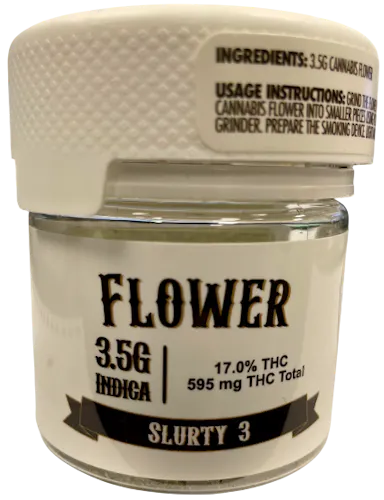 INGREDIENTS: 3.5G CANNABIS FLOWER
USAGE INSTRUCTIONS: GRIND THE
CANNABIS FLOWER INTO SMALLER PIECES
GRINDER. PREPARE THE SMOKING DEVICE.
FLOWER
3.5G
INDICA
17.0% THC
595 mg THC Total
SLURTY 3